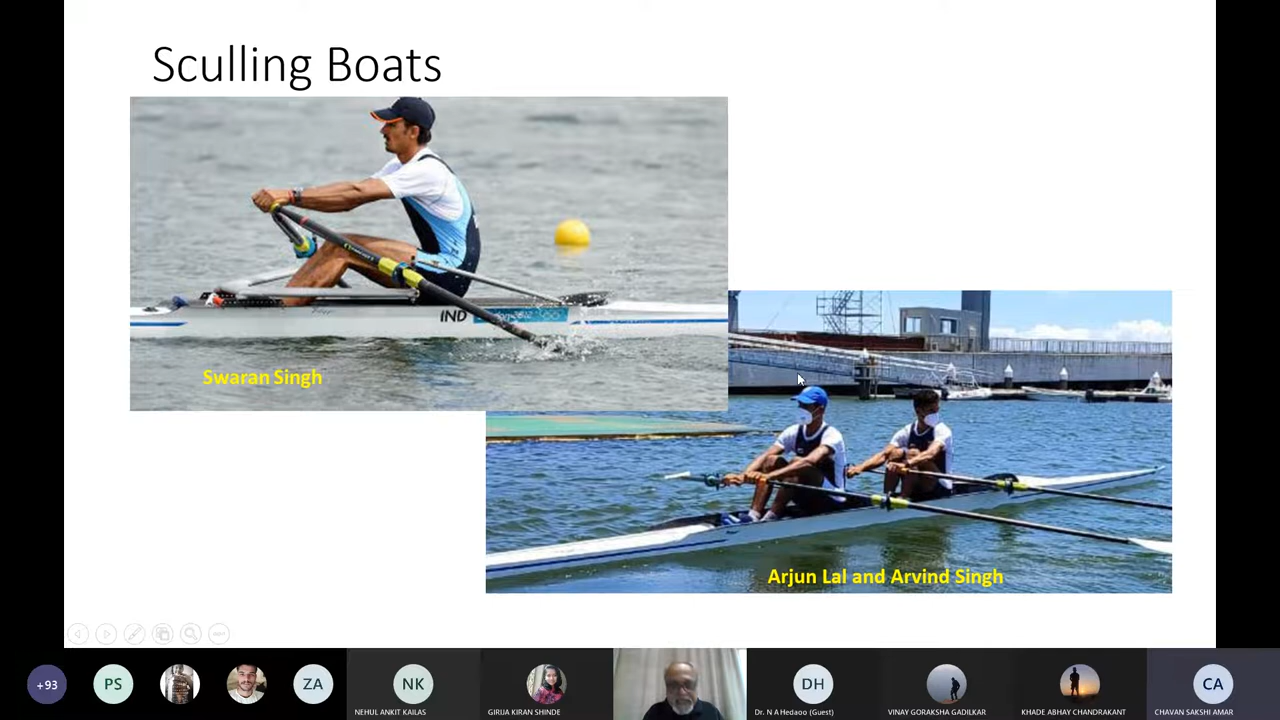 Sculling Boats
IND
Swaran Singh
Arjun Lal and Arvind Singh
+93
PS
ZA
NK
DH
CA
NEHUL ANKIT KAILAS
GIRIJA KIRAN SHINDE
Dr. N A Hedaoo (Guest)
VINAY GORAKSHA GADILKAR
KHADE ABHAY CHANDRAKANT
CHAVAN SAKSHI AMAR